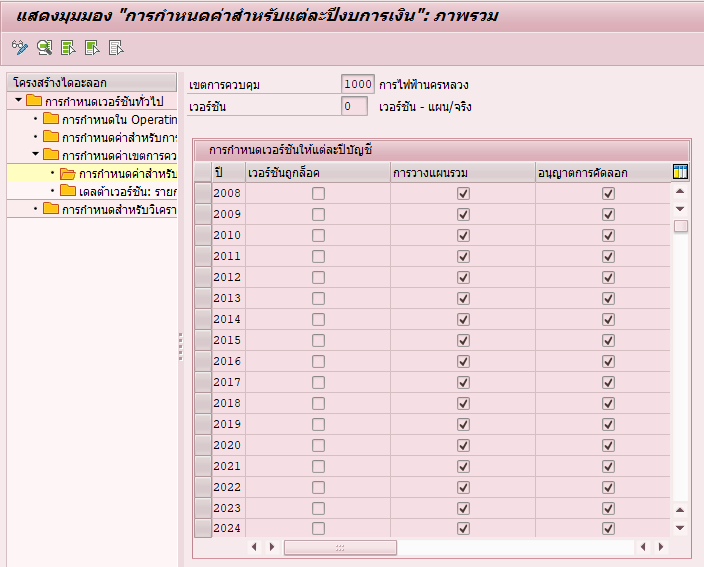 แสดงมุมมอง "การกำหนดค่าสำหรับแต่ละปีงบการเงิน": ภาพรวม
โครงสร้างไดอะลอก
การกำหนดเวอร์ชันทั่วไป
การกำหนดใน Operatin
การกำหนดค่าสำหรับการ
การกำหนดค่าเขตการคว
การกำหนดค่าสำหรับ
เดลต้าเวอร์ชัน: รายก
การกำหนดสำหรับวิเครา
เขตการควบคุม 1000 การไฟฟ้านครหลวง
เวอร์ชัน 0 เวอร์ชัน - แผน/จริง
การกำหนดเวอร์ชันให้แต่ละปีบัญชี
ปี เวอร์ชันถูกล็อค การวางแผนรวม อนุญาตการคัดลอก
2008
2009
2010
2011
2012
2013
2014
2015
2016
2017
2018
2019
2020
2021
2022
2023
2024